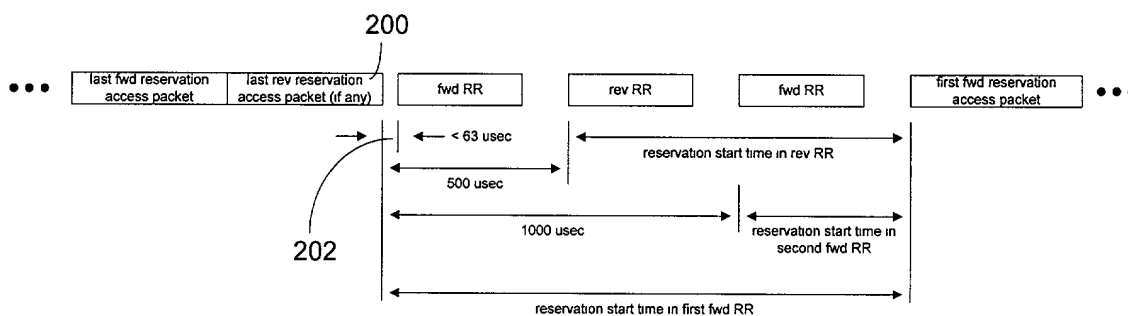 200
last fwd reservation
access packet
last rev reservation
access packet (if any)
fwd RR
rev RR
fwd RR
first fwd reservation
access packet
< 63 usec
reservation start time in rev RR
500 usec
202
1000 usec
reservation start time in
second fwd RR
reservation start time in first fwd RR